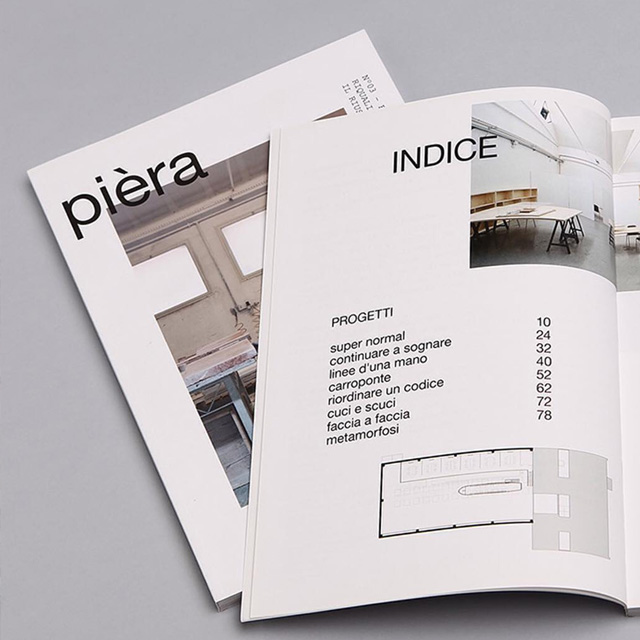 pièra
N°03
INDICE
PROGETTI
super normal 10
continuare a sognare 24
linee d'una mano 32
carroponte 40
riordinare un codice 52
cuci e scuci 62
faccia a faccia 72
metamorfosi 78